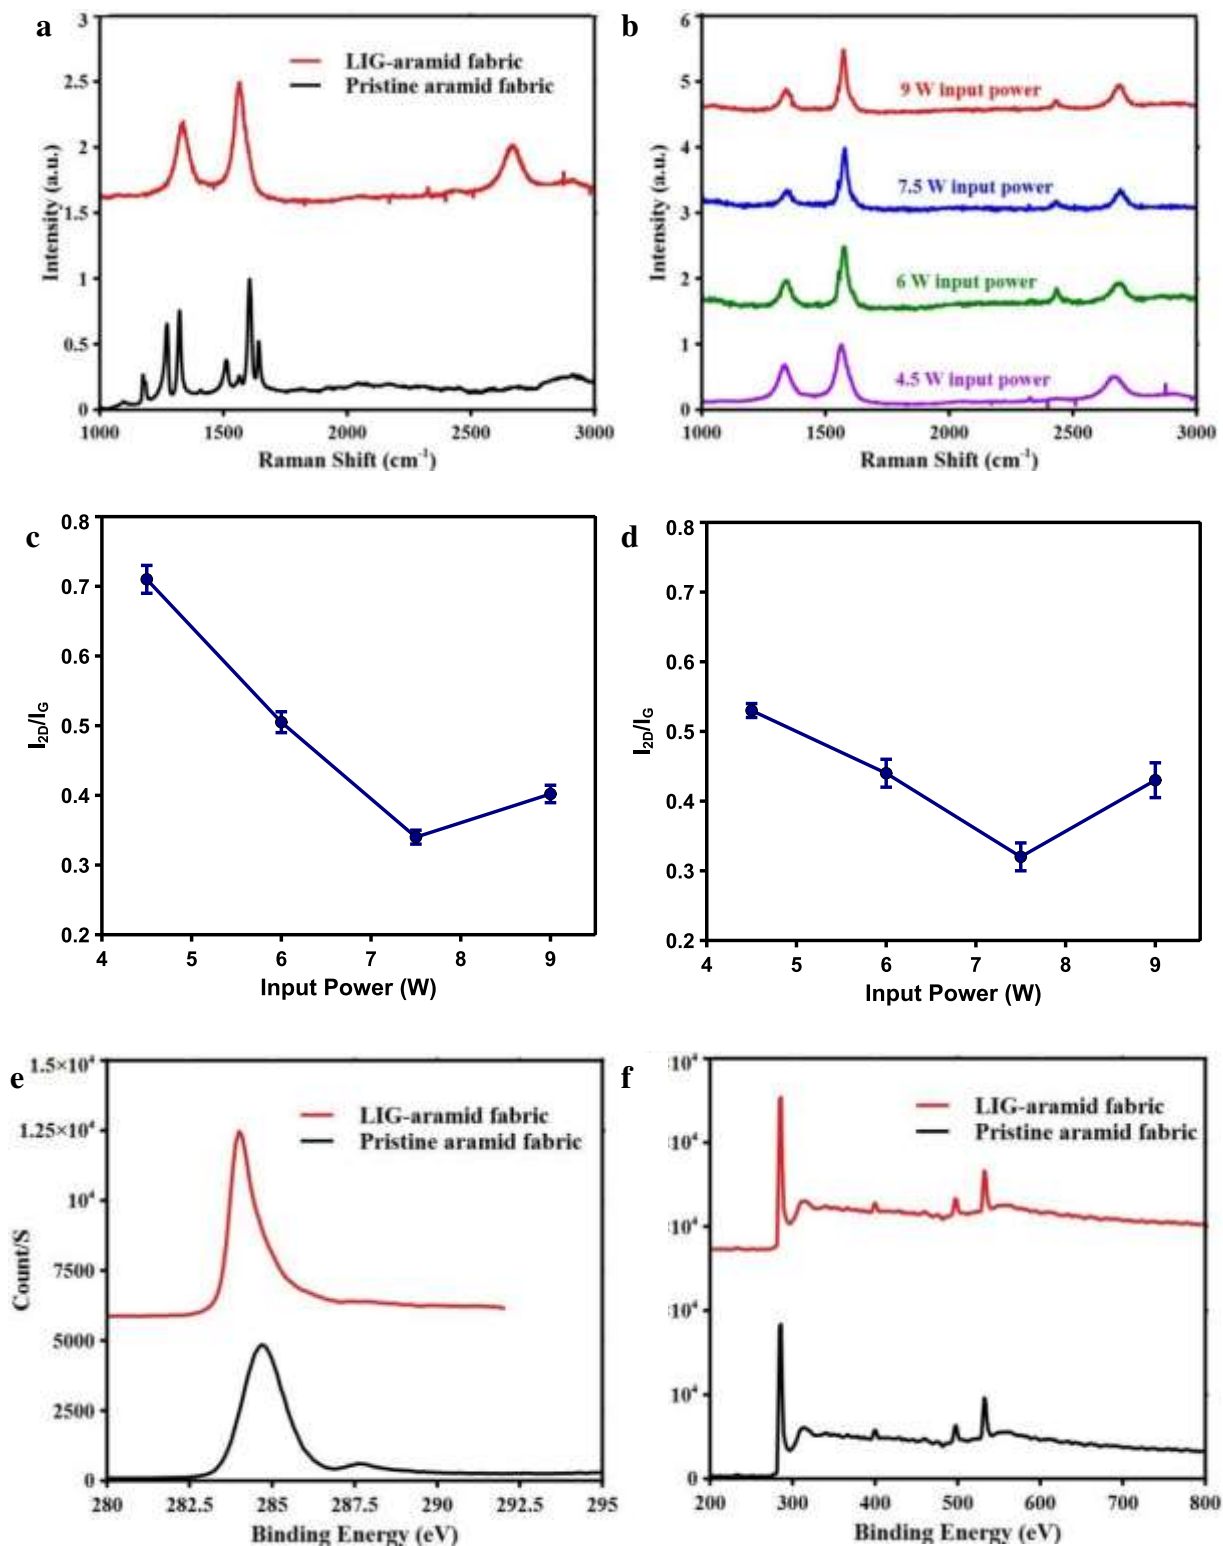 a
3
2.5
2
1.5
1
0.5
0
Intensity (a.u.)
LIG-aramid fabric
Pristine aramid fabric
1000 1500 2000 2500 3000
Raman Shift (cm⁻¹)
b
6
5
4
3
2
1
0
Intensity (a.u.)
9 W input power
7.5 W input power
6 W input power
4.5 W input power
1000 1500 2000 2500 3000
Raman Shift (cm⁻¹)
c
0.8
0.7
0.6
0.5
0.4
0.3
0.2
I2D/IG
4 5 6 7 8 9
Input Power (W)
d
0.8
0.7
0.6
0.5
0.4
0.3
0.2
I2D/IG
4 5 6 7 8 9
Input Power (W)
e
1.5×10⁴
1.25×10⁴
10⁴
7500
5000
2500
0
Count/S
LIG-aramid fabric
Pristine aramid fabric
280 282.5 285 287.5 290 292.5 295
Binding Energy (eV)
f
10⁴
0
LIG-aramid fabric
Pristine aramid fabric
200 300 400 500 600 700 800
Binding Energy (eV)